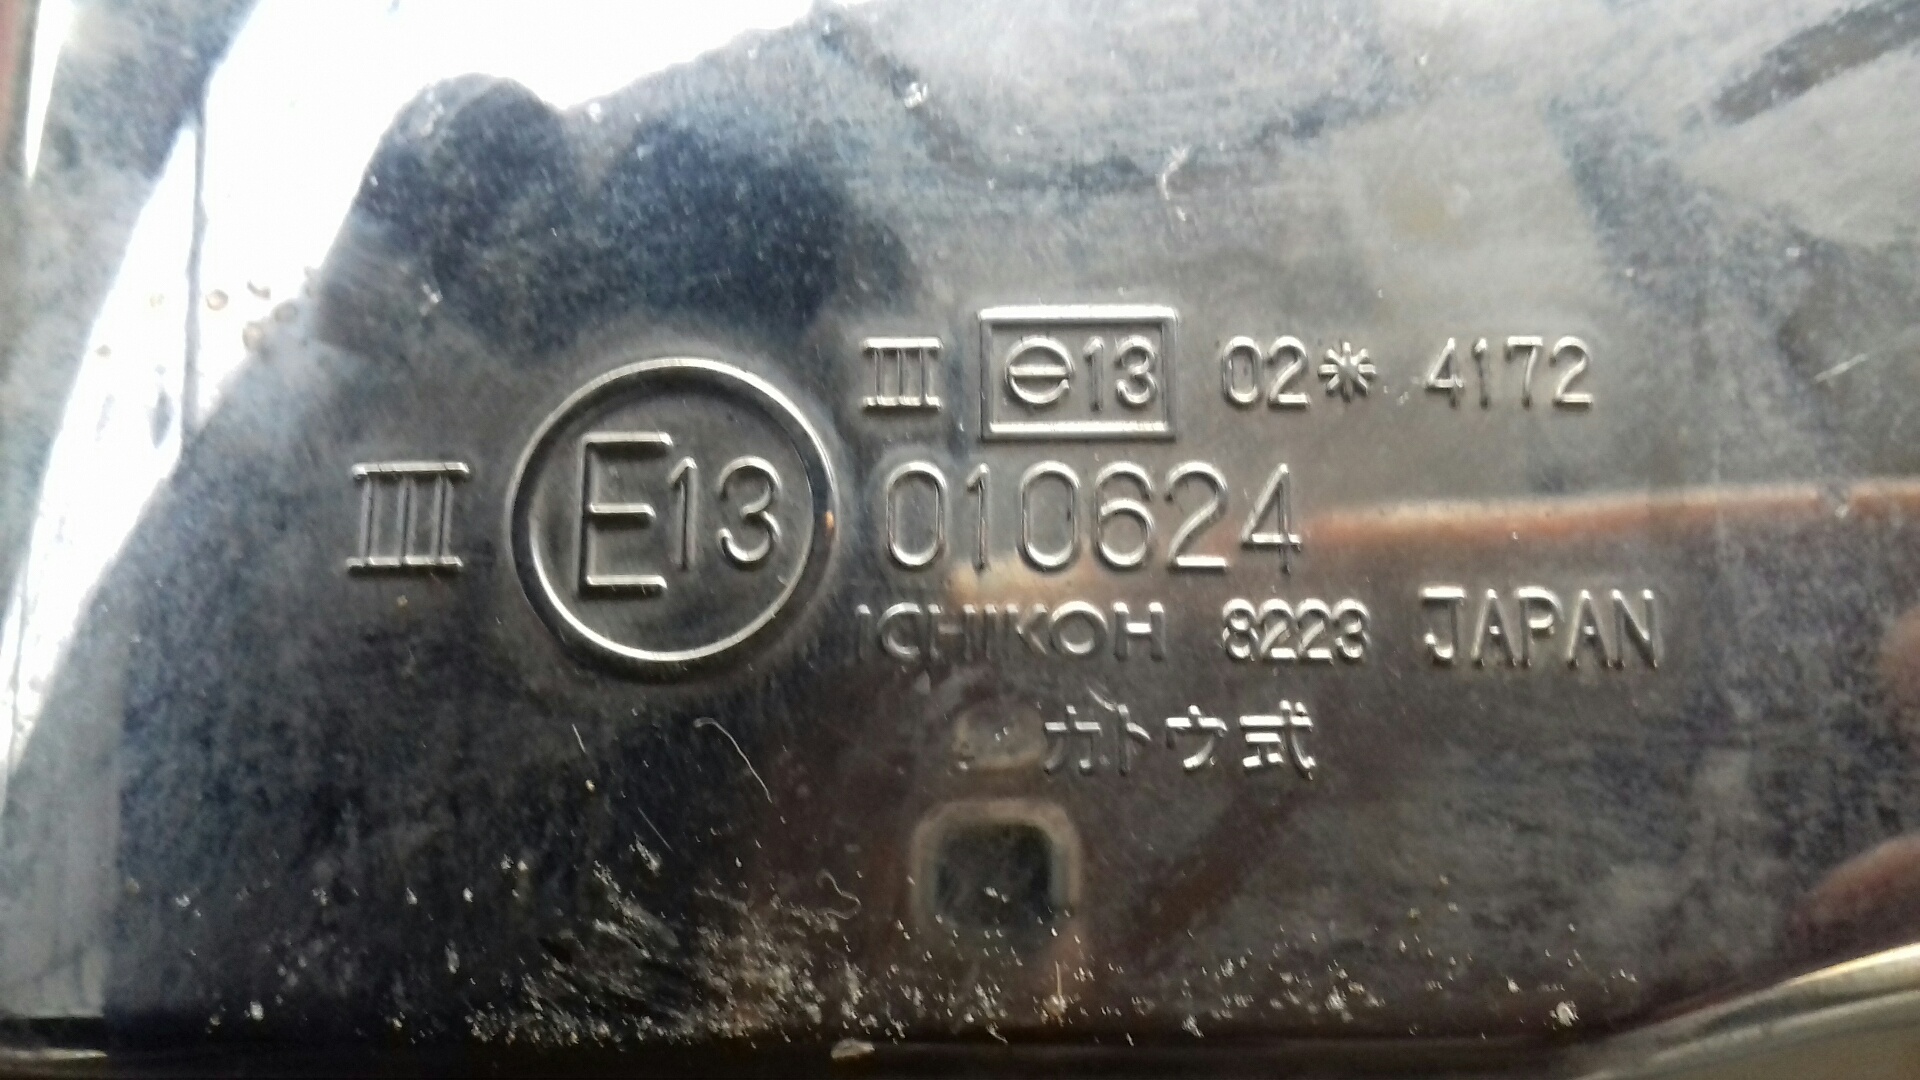 III e13 02* 4172
III E13 010624
ICHIKOH 8223 JAPAN
カトウ式